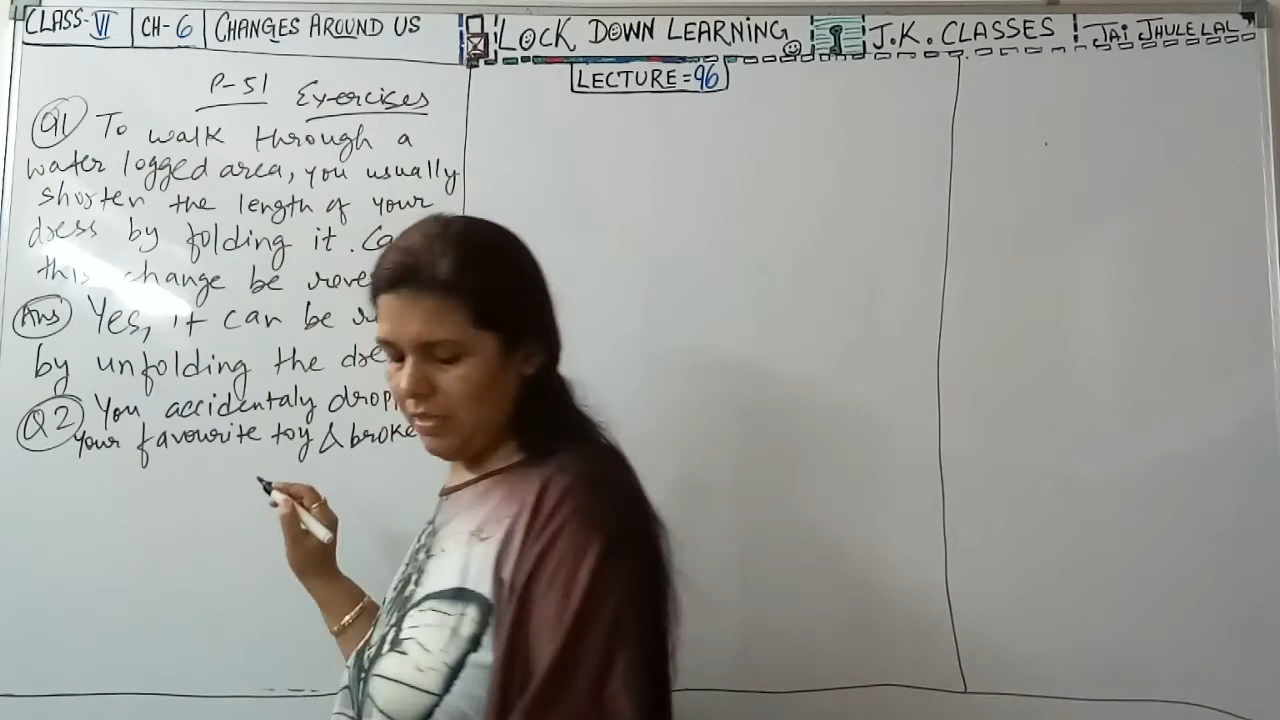 CLASS-VI CH-6 CHANGES AROUND US LOCK DOWN LEARNING J.K. CLASSES JAI JHULELAL
LECTURE=96
P-51 Exercises
Q1 To walk through a
water logged area, you usually
shorten the length of your
dress by folding it.
this change be
Ans Yes, it can be
by unfolding the
Q2 You accidentaly
your favourite toy & broke